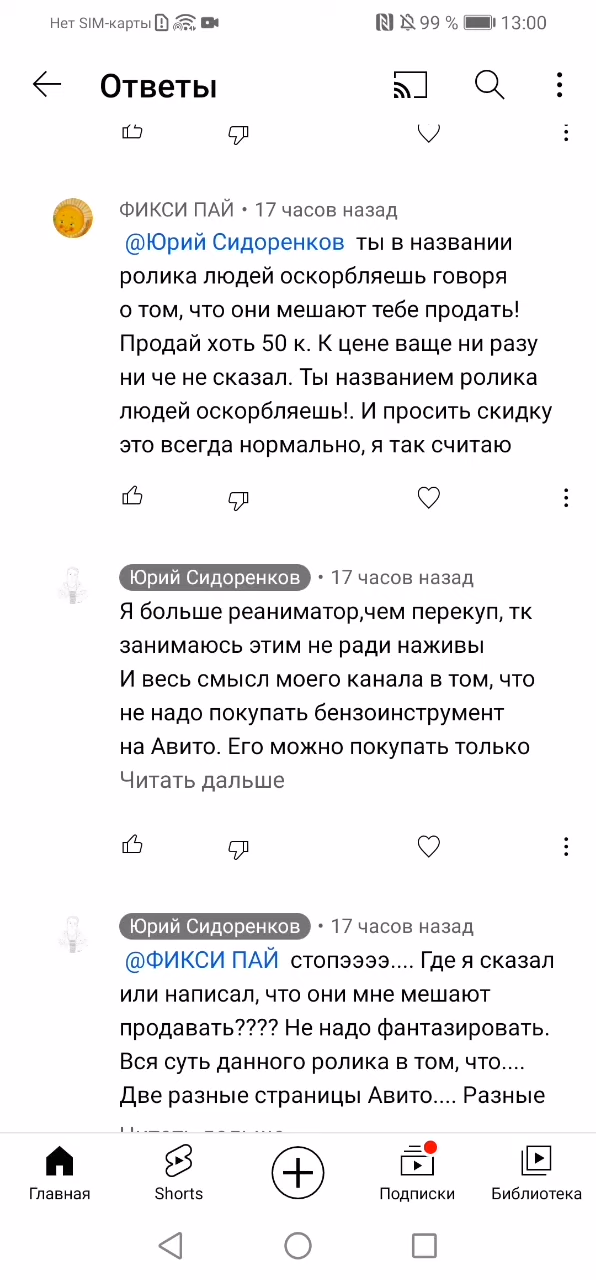 Нет SIM-карты 99 % 13:00
Ответы
ФИКСИ ПАЙ • 17 часов назад
@Юрий Сидоренков ты в названии
ролика людей оскорбляешь говоря
о том, что они мешают тебе продать!
Продай хоть 50 к. К цене ваще ни разу
ни че не сказал. Ты названием ролика
людей оскорбляешь!. И просить скидку
это всегда нормально, я так считаю
Юрий Сидоренков • 17 часов назад
Я больше реаниматор,чем перекуп, тк
занимаюсь этим не ради наживы
И весь смысл моего канала в том, что
не надо покупать бензоинструмент
на Авито. Его можно покупать только
Читать дальше
Юрий Сидоренков • 17 часов назад
@ФИКСИ ПАЙ стопэээээ.... Где я сказал
или написал, что они мне мешают
продавать???? Не надо фантазировать.
Вся суть данного ролика в том, что....
Две разные страницы Авито.... Разные
Главная
Shorts
Подписки
Библиотека